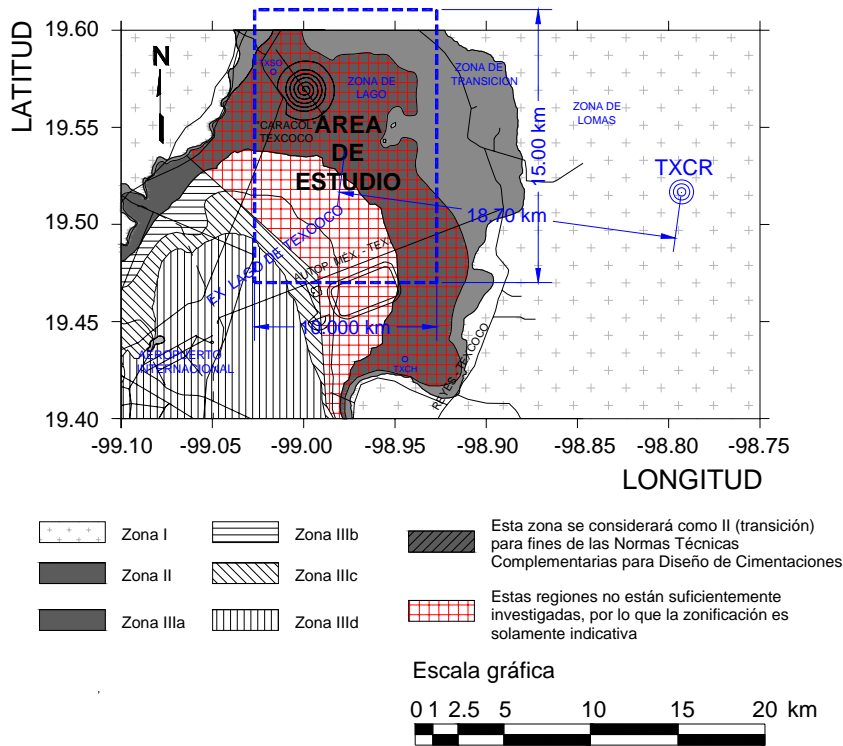 LATITUD
19.60
19.55
19.50
19.45
19.40
N
TXSO
ZONA DE
LAGO
ZONA DE
TRANSICION
ZONA DE
LOMAS
"CARACOL"
TEXCOCO
ÁREA
DE
ESTUDIO
15.00 km
TXCR
18.70 km
EX LAGO DE TEXCOCO
AUTOP. MÉX. - TEX.
10.000 km
AEROPUERTO
INTERNACIONAL
TXCH
REYES - TEXCOCO
-99.10
-99.05
-99.00
-98.95
-98.90
-98.85
-98.80
-98.75
LONGITUD
Zona I
Zona II
Zona IIIa
Zona IIIb
Zona IIIc
Zona IIId
Esta zona se considerará como II (transición)
para fines de las Normas Técnicas
Complementarias para Diseño de Cimentaciones
Estas regiones no están suficientemente
investigadas, por lo que la zonificación es
solamente indicativa
Escala gráfica
0 1 2.5 5 10 15 20 km